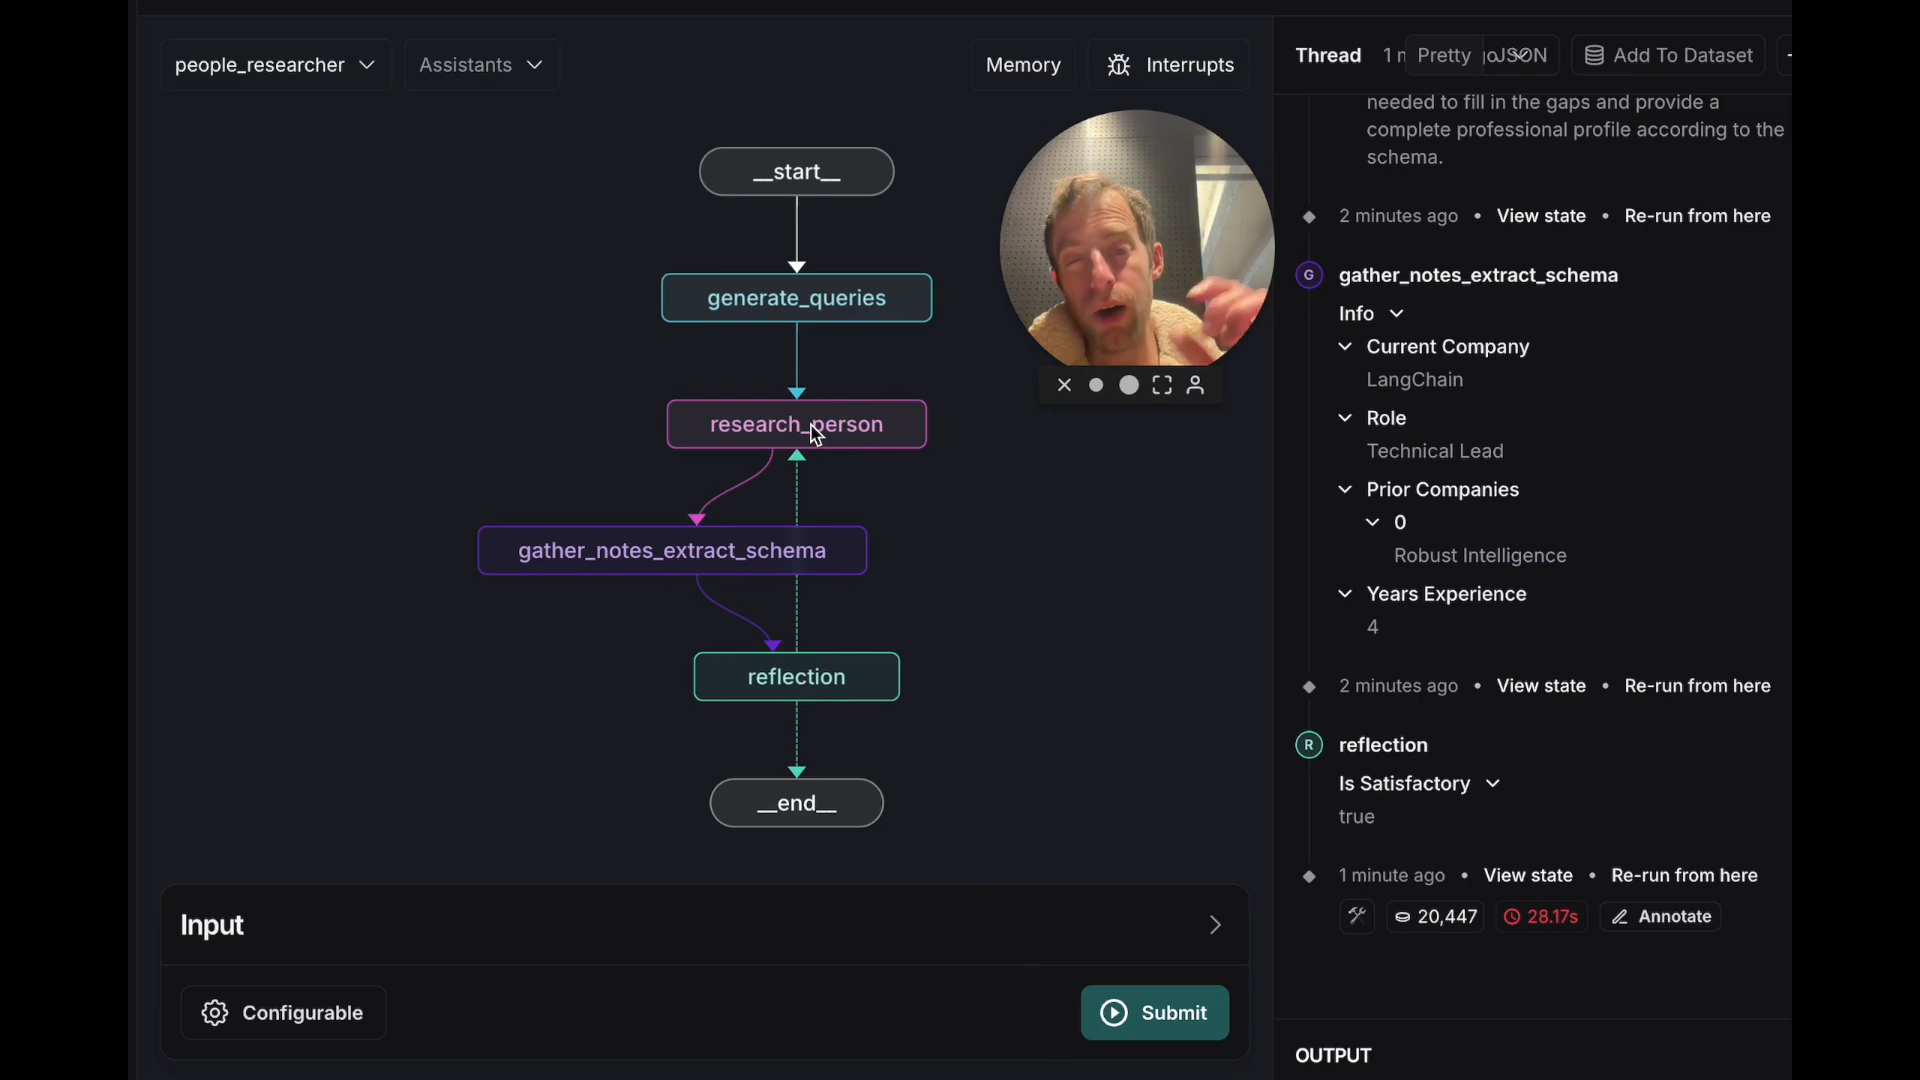 people_researcher
Assistants
Memory
Interrupts
__start__
generate_queries
research_person
gather_notes_extract_schema
reflection
__end__
Input
Configurable
Submit
Thread
Pretty
JSON
Add To Dataset
needed to fill in the gaps and provide a
complete professional profile according to the
schema.
2 minutes ago • View state • Re-run from here
G gather_notes_extract_schema
Info
Current Company
LangChain
Role
Technical Lead
Prior Companies
0
Robust Intelligence
Years Experience
4
2 minutes ago • View state • Re-run from here
R reflection
Is Satisfactory
true
1 minute ago • View state • Re-run from here
20,447 28.17s Annotate
OUTPUT